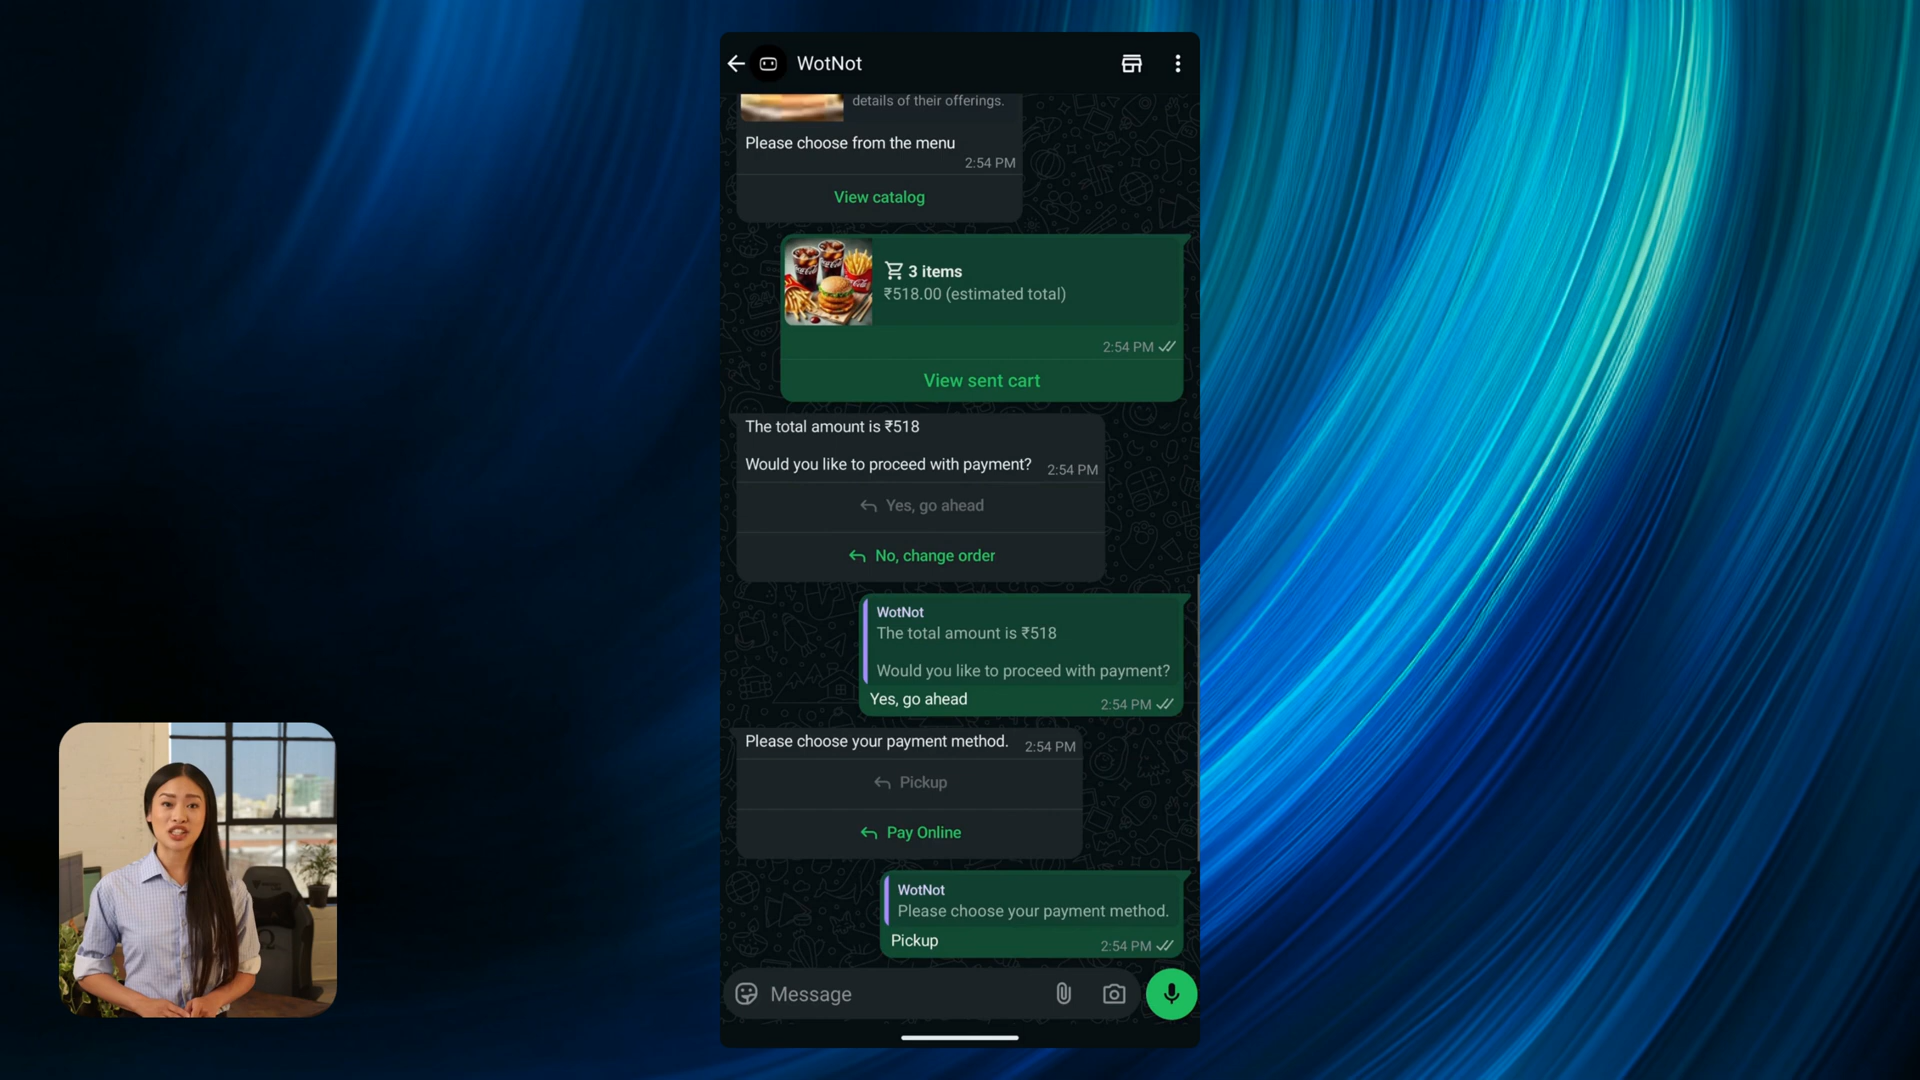 WotNot
details of their offerings.
Please choose from the menu
2:54 PM
View catalog
3 items
₹518.00 (estimated total)
2:54 PM
View sent cart
The total amount is ₹518
Would you like to proceed with payment? 2:54 PM
Yes, go ahead
No, change order
WotNot
The total amount is ₹518
Would you like to proceed with payment?
Yes, go ahead 2:54 PM
Please choose your payment method. 2:54 PM
Pickup
Pay Online
WotNot
Please choose your payment method.
Pickup 2:54 PM
Message